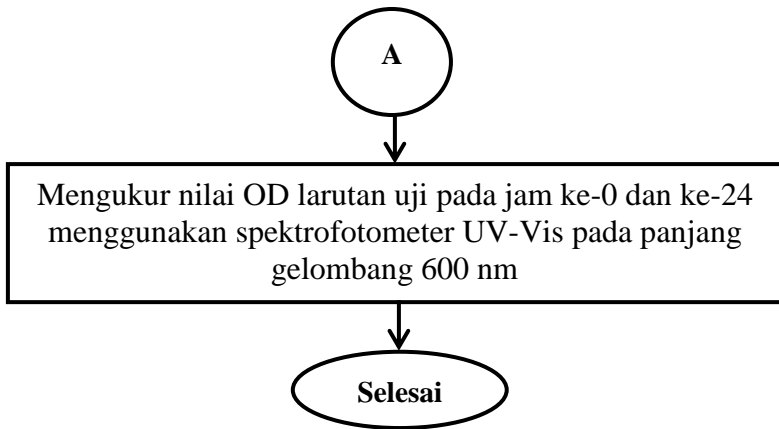 A
Mengukur nilai OD larutan uji pada jam ke-0 dan ke-24
menggunakan spektrofotometer UV-Vis pada panjang
gelombang 600 nm
Selesai